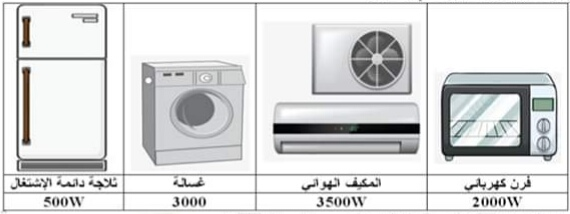 فرن كهربائي
المكيف الهوائي
غسالة
ثلاجة دائمة الإشتغال
2000W
3500W
3000
500W